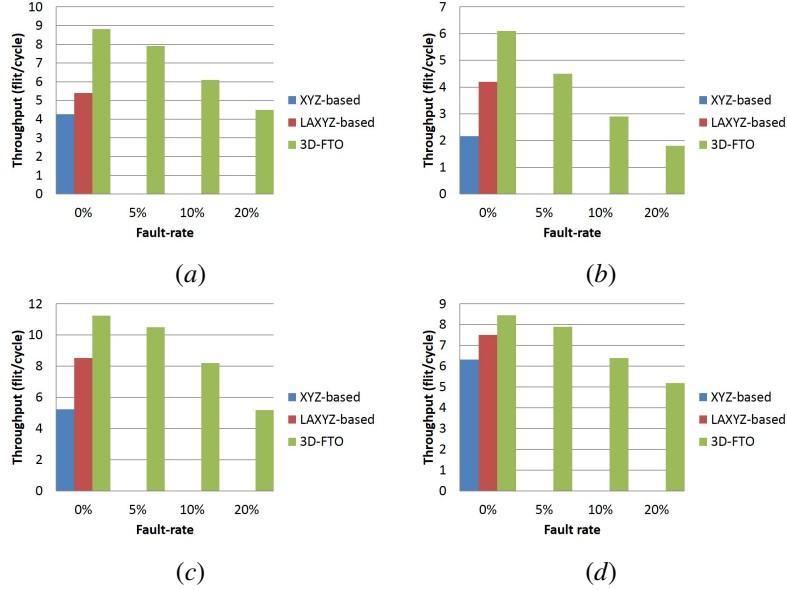 10
9
8
7
6
5
4
3
2
1
0
Throughput (flit/cycle)
0% 5% 10% 20%
Fault-rate
XYZ-based
LAXYZ-based
3D-FTO
(a)
7
6
5
4
3
2
1
0
Throughput (flit/cycle)
0% 5% 10% 20%
Fault-rate
XYZ-based
LAXYZ-based
3D-FTO
(b)
12
10
8
6
4
2
0
Throughput (flit/cycle)
0% 5% 10% 20%
Fault-rate
XYZ-based
LAXYZ-based
3D-FTO
(c)
9
8
7
6
5
4
3
2
1
0
Throughput (flit/cycle)
0% 5% 10% 20%
Fault rate
XYZ-based
LAXYZ-based
3D-FTO
(d)